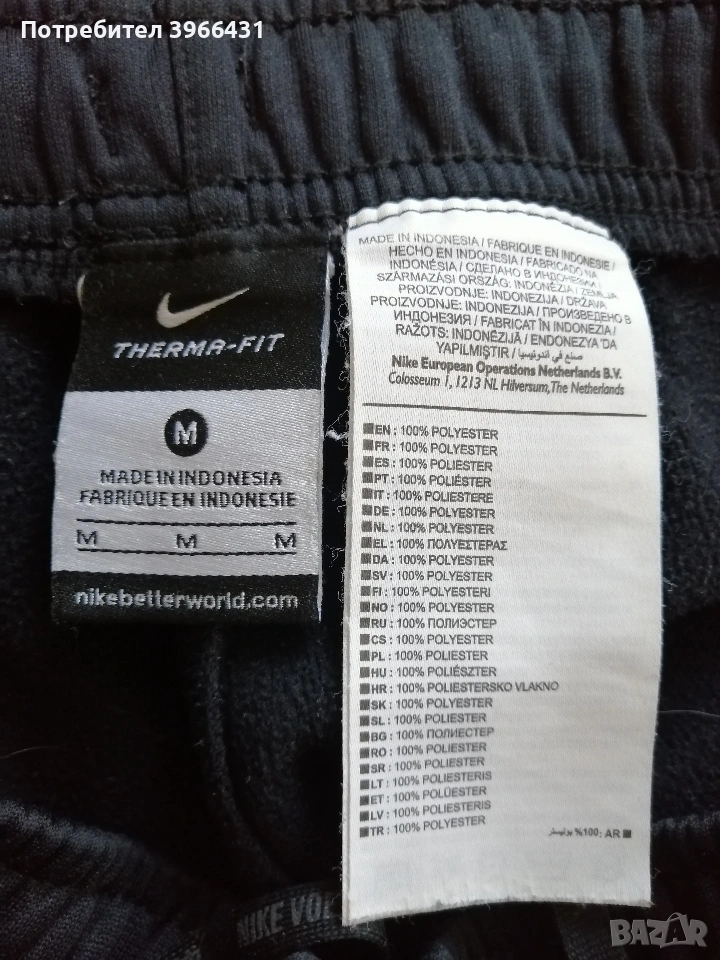 Потребител 3966431
THERMA-FIT
M
MADE IN INDONESIA
FABRIQUE EN INDONESIE
M M M
nikebetterworld.com
MADE IN INDONESIA / FABRIQUE EN INDONESIE /
HECHO EN INDONESIA / FABRICADO NA
INDONÉSIA / СДЕЛАНО В ИНДОНЕЗИИ /
SZÁRMAZÁSI ORSZÁG: INDONÉZIA / ZEMLJA
PROIZVODNJE: INDONEZIJA / DRŽAVA
PROIZVODNJE: INDONEZIJA / ПРОИЗВЕДЕНО В
ИНДОНЕЗИЯ / FABRICAT ÎN INDONEZIA /
RAŽOTS: INDONĒZIJĀ / ENDONEZYA'DA
YAPILMIŞTIR / صنع في اندونيسيا
Nike European Operations Netherlands B.V.
Colosseum 1, 1213 NL Hilversum, The Netherlands
EN : 100% POLYESTER
FR : 100% POLYESTER
ES : 100% POLIESTER
PT : 100% POLIÉSTER
IT : 100% POLIESTERE
DE : 100% POLYESTER
NL : 100% POLYESTER
EL : 100% ΠΟΛΥΕΣΤΕΡΑΣ
DA : 100% POLYESTER
SV : 100% POLYESTER
FI : 100% POLYESTERI
NO : 100% POLYESTER
RU : 100% ПОЛИЭСТЕР
CS : 100% POLYESTER
PL : 100% POLIESTER
HU : 100% POLIÉSZTER
HR : 100% POLIESTERSKO VLAKNO
SK : 100% POLYESTER
SL : 100% POLIESTER
BG : 100% ПОЛИЕСТЕР
RO : 100% POLIESTER
SR : 100% POLIESTER
LT : 100% POLIESTERIS
ET : 100% POLÜESTER
LV : 100% POLIESTERIS
TR : 100% POLYESTER
AR :100% بوليستر
NIKE
BAZAR